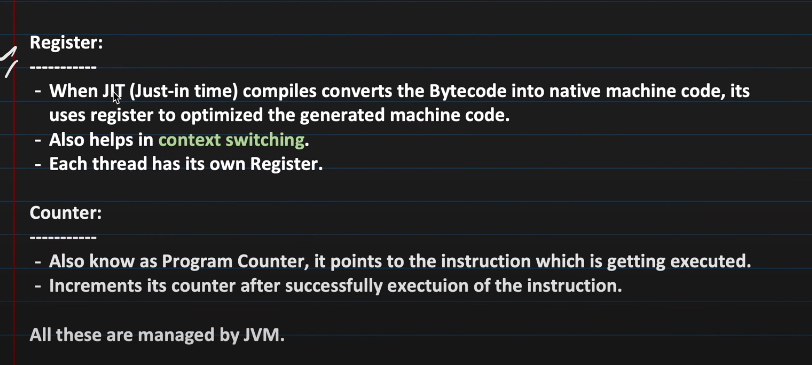 Register:
-----------
- When JIT (Just-in time) compiles converts the Bytecode into native machine code, its
uses register to optimized the generated machine code.
- Also helps in context switching.
- Each thread has its own Register.
Counter:
-----------
- Also know as Program Counter, it points to the instruction which is getting executed.
- Increments its counter after successfully exectuion of the instruction.
All these are managed by JVM.